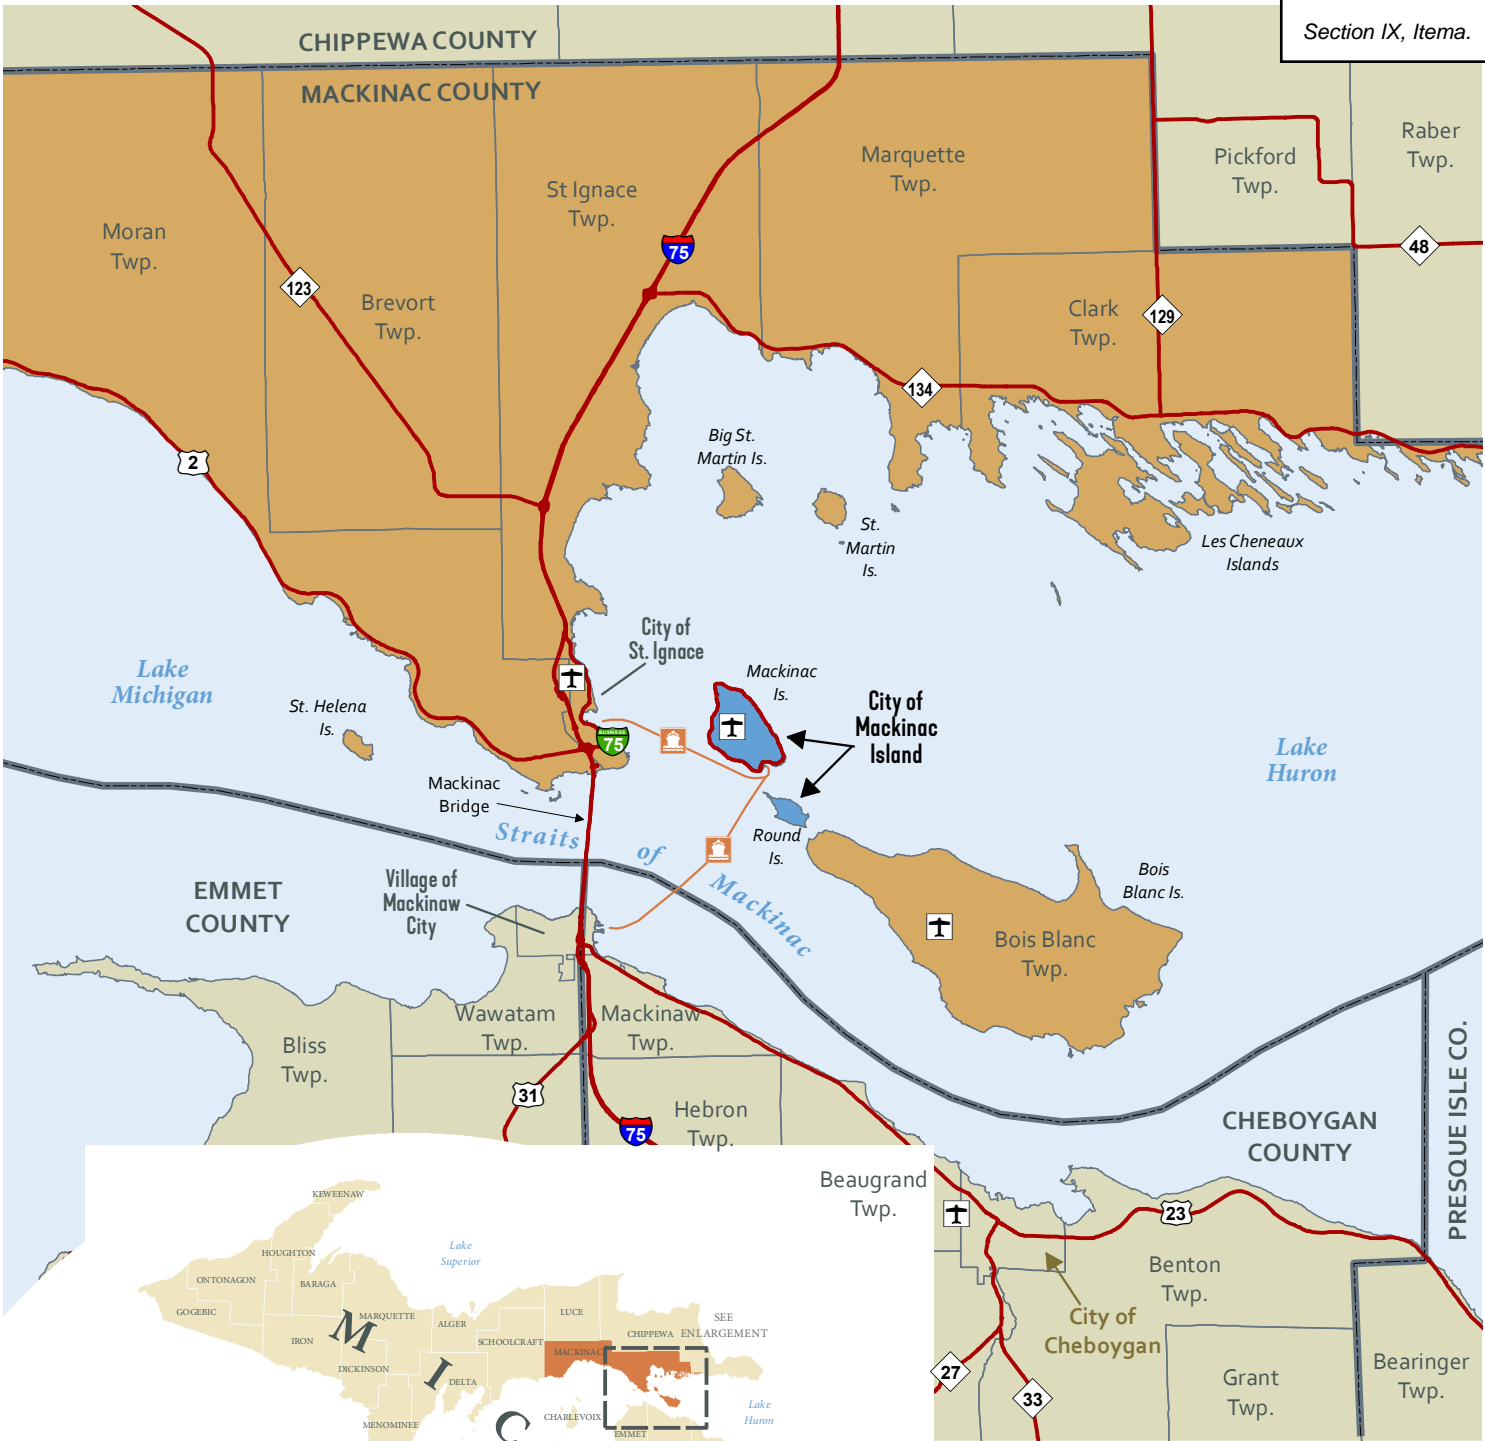 Section IX, Itema.
CHIPPEWA COUNTY
MACKINAC COUNTY
Raber
Twp.
Pickford
Twp.
Marquette
Twp.
St Ignace
Twp.
Moran
Twp.
75
48
123
Brevort
Twp.
Clark
Twp.
129
134
2
Big St.
Martin Is.
St.
Martin
Is.
Les Cheneaux
Islands
City of
St. Ignace
Lake
Michigan
Mackinac
Is.
St. Helena
Is.
City of
Mackinac
Island
BUSINESS
75
Lake
Huron
Mackinac
Bridge
Straits
of
Mackinac
Round
Is.
Bois
Blanc Is.
EMMET
COUNTY
Village of
Mackinaw
City
Bois Blanc
Twp.
Wawatam
Twp.
Mackinaw
Twp.
Bliss
Twp.
31
Hebron
Twp.
75
CHEBOYGAN
COUNTY
PRESQUE ISLE CO.
Beaugrand
Twp.
23
Benton
Twp.
City of
Cheboygan
27
33
Grant
Twp.
Bearinger
Twp.
KEWEENAW
Lake
Superior
HOUGHTON
ONTONAGON
BARAGA
GOGEBIC
MARQUETTE
LUCE
ALGER
SEE
ENLARGEMENT
IRON
SCHOOLCRAFT
CHIPPEWA
MACKINAC
DICKINSON
DELTA
M
I
C
MENOMINEE
CHARLEVOIX
EMMET
Lake
Huron